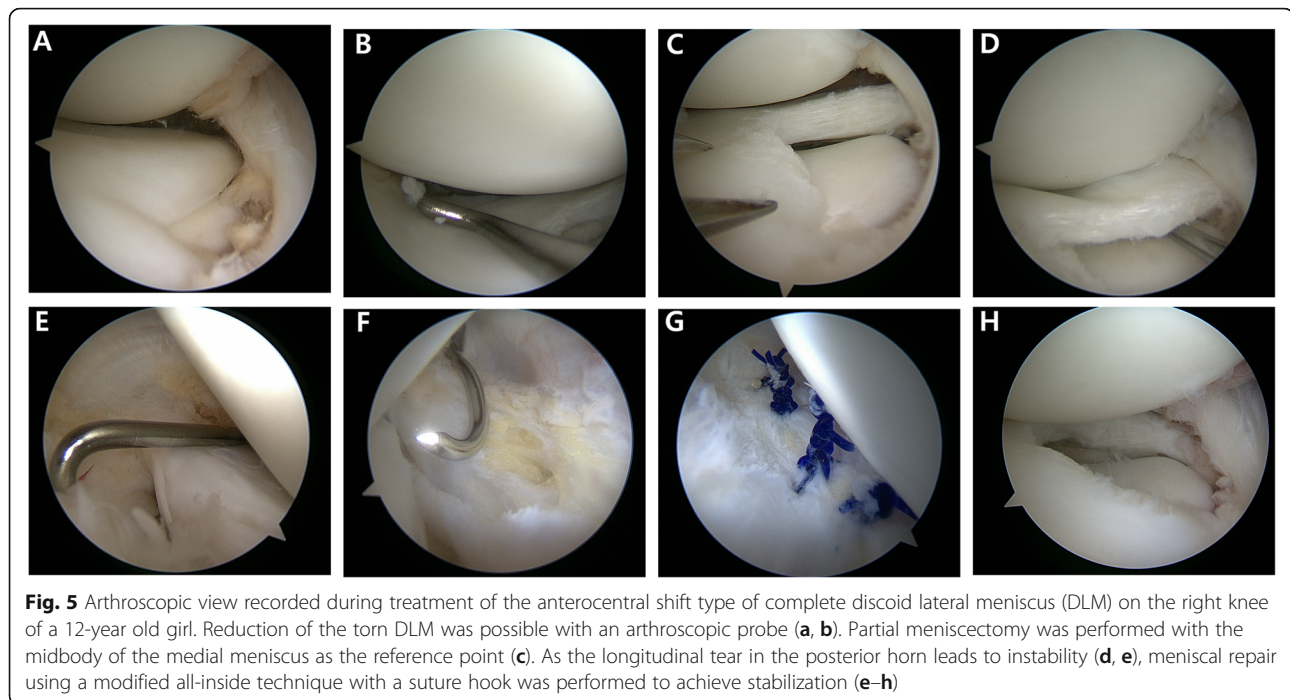 A
B
C
D
E
F
G
H
Fig. 5 Arthroscopic view recorded during treatment of the anterocentral shift type of complete discoid lateral meniscus (DLM) on the right knee
of a 12-year old girl. Reduction of the torn DLM was possible with an arthroscopic probe (a, b). Partial meniscectomy was performed with the
midbody of the medial meniscus as the reference point (c). As the longitudinal tear in the posterior horn leads to instability (d, e), meniscal repair
using a modified all-inside technique with a suture hook was performed to achieve stabilization (e–h)